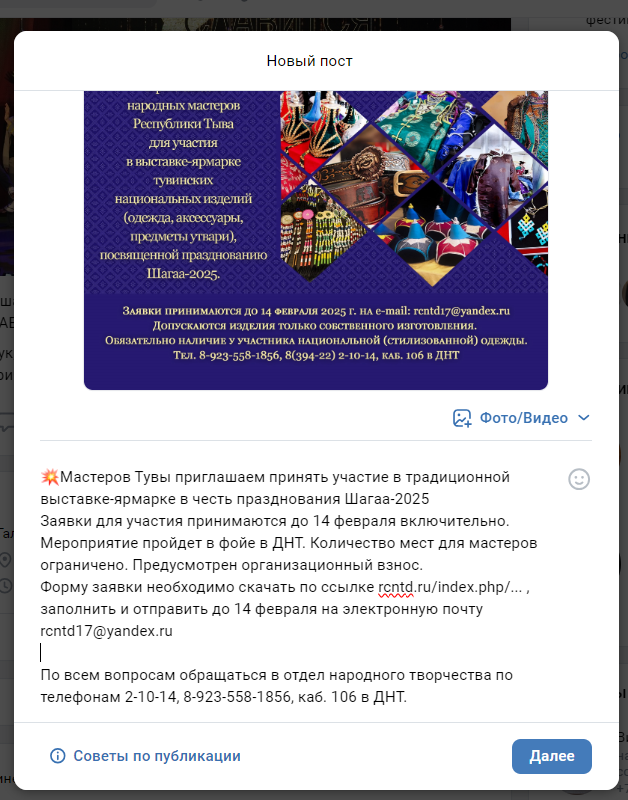 Новый пост
народных мастеров
Республики Тыва
для участия
в выставке-ярмарке
тувинских
национальных изделий
(одежда, аксессуары,
предметы утвари),
посвященной празднованию
Шагаа-2025.
Заявки принимаются до 14 февраля 2025 г. на e-mail: rcntd17@yandex.ru
Допускаются изделия только собственного изготовления.
Обязательно наличие у участника национальной (стилизованной) одежды.
Тел. 8-923-558-1856, 8(394-22) 2-10-14, каб. 106 в ДНТ
Фото/Видео
💥Мастеров Тувы приглашаем принять участие в традиционной
выставке-ярмарке в честь празднования Шагаа-2025
Заявки для участия принимаются до 14 февраля включительно.
Мероприятие пройдет в фойе в ДНТ. Количество мест для мастеров
ограничено. Предусмотрен организационный взнос.
Форму заявки необходимо скачать по ссылке rcntd.ru/index.php/... ,
заполнить и отправить до 14 февраля на электронную почту
rcntd17@yandex.ru
По всем вопросам обращаться в отдел народного творчества по
телефонам 2-10-14, 8-923-558-1856, каб. 106 в ДНТ.
Советы по публикации
Далее